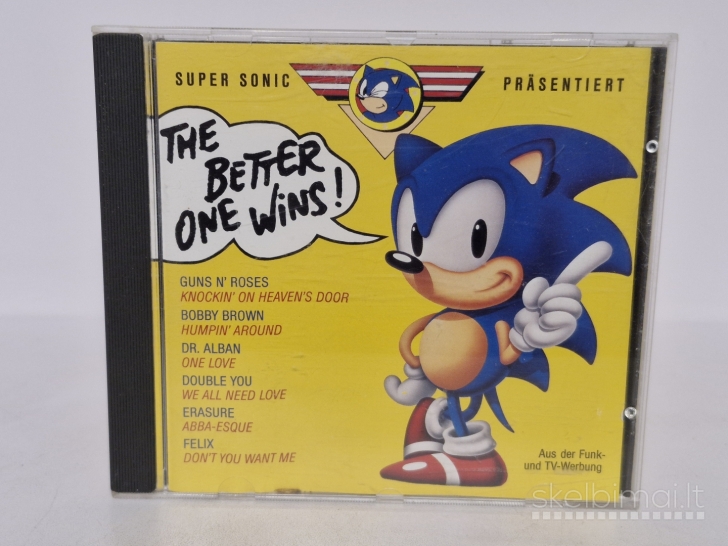 SUPER SONIC PRÄSENTIERT
THE
BETTER
ONE WINS!
GUNS N' ROSES
KNOCKIN' ON HEAVEN'S DOOR
BOBBY BROWN
HUMPIN' AROUND
DR. ALBAN
ONE LOVE
DOUBLE YOU
WE ALL NEED LOVE
ERASURE
ABBA-ESQUE
FELIX
DON'T YOU WANT ME
Aus der Funk-
und TV-Werbung
skelbimai.lt